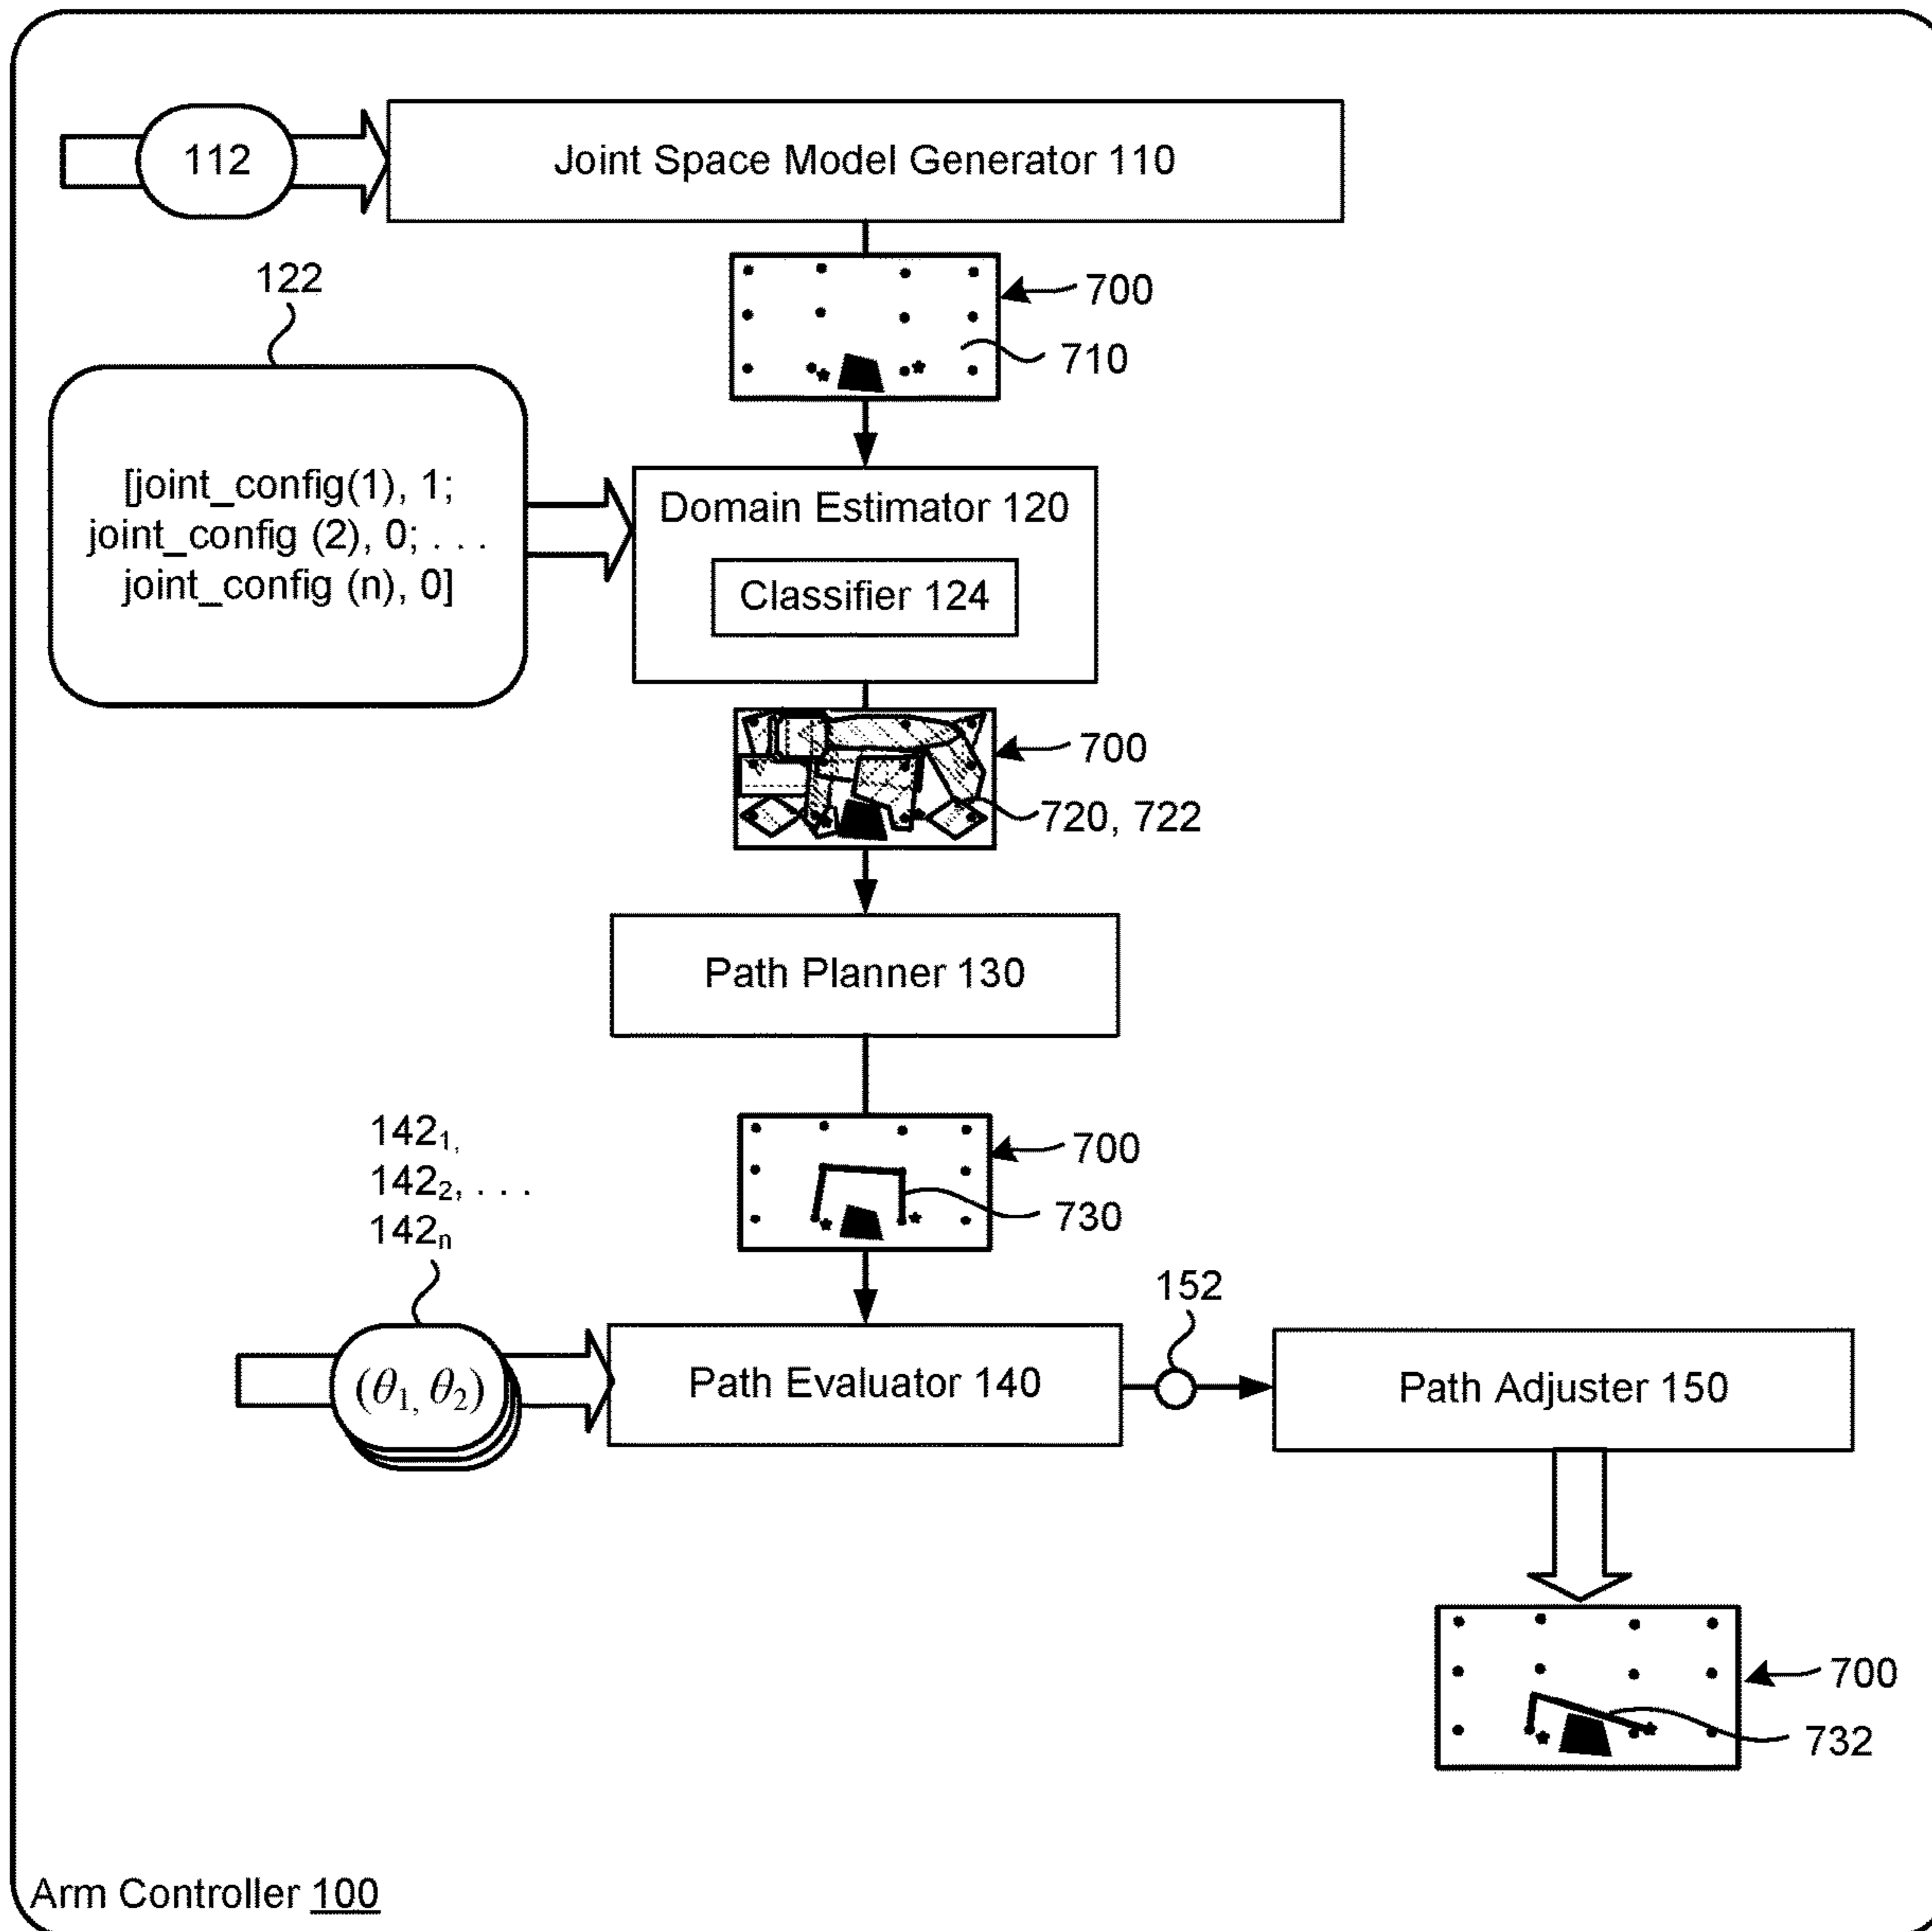 112
Joint Space Model Generator 110
700
710
122
[joint_config(1), 1;
joint_config (2), 0; . . .
joint_config (n), 0]
Domain Estimator 120
Classifier 124
700
720, 722
Path Planner 130
700
730
142₁,
142₂, . . .
142ₙ
(θ₁, θ₂)
Path Evaluator 140
152
Path Adjuster 150
700
732
Arm Controller 100